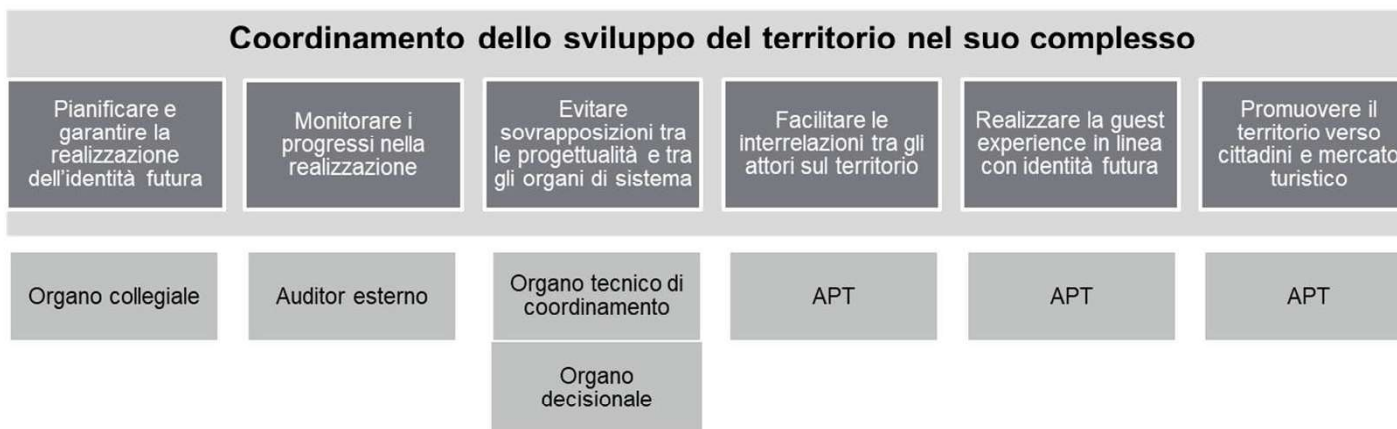 Coordinamento dello sviluppo del territorio nel suo complesso
Pianificare e
garantire la
realizzazione
dell'identità futura
Monitorare i
progressi nella
realizzazione
Evitare
sovrapposizioni tra
le progettualità e tra
gli organi di sistema
Facilitare le
interrelazioni tra gli
attori sul territorio
Realizzare la guest
experience in linea
con identità futura
Promuovere il
territorio verso
cittadini e mercato
turistico
Organo collegiale
Auditor esterno
Organo tecnico di
coordinamento
APT
APT
APT
Organo
decisionale